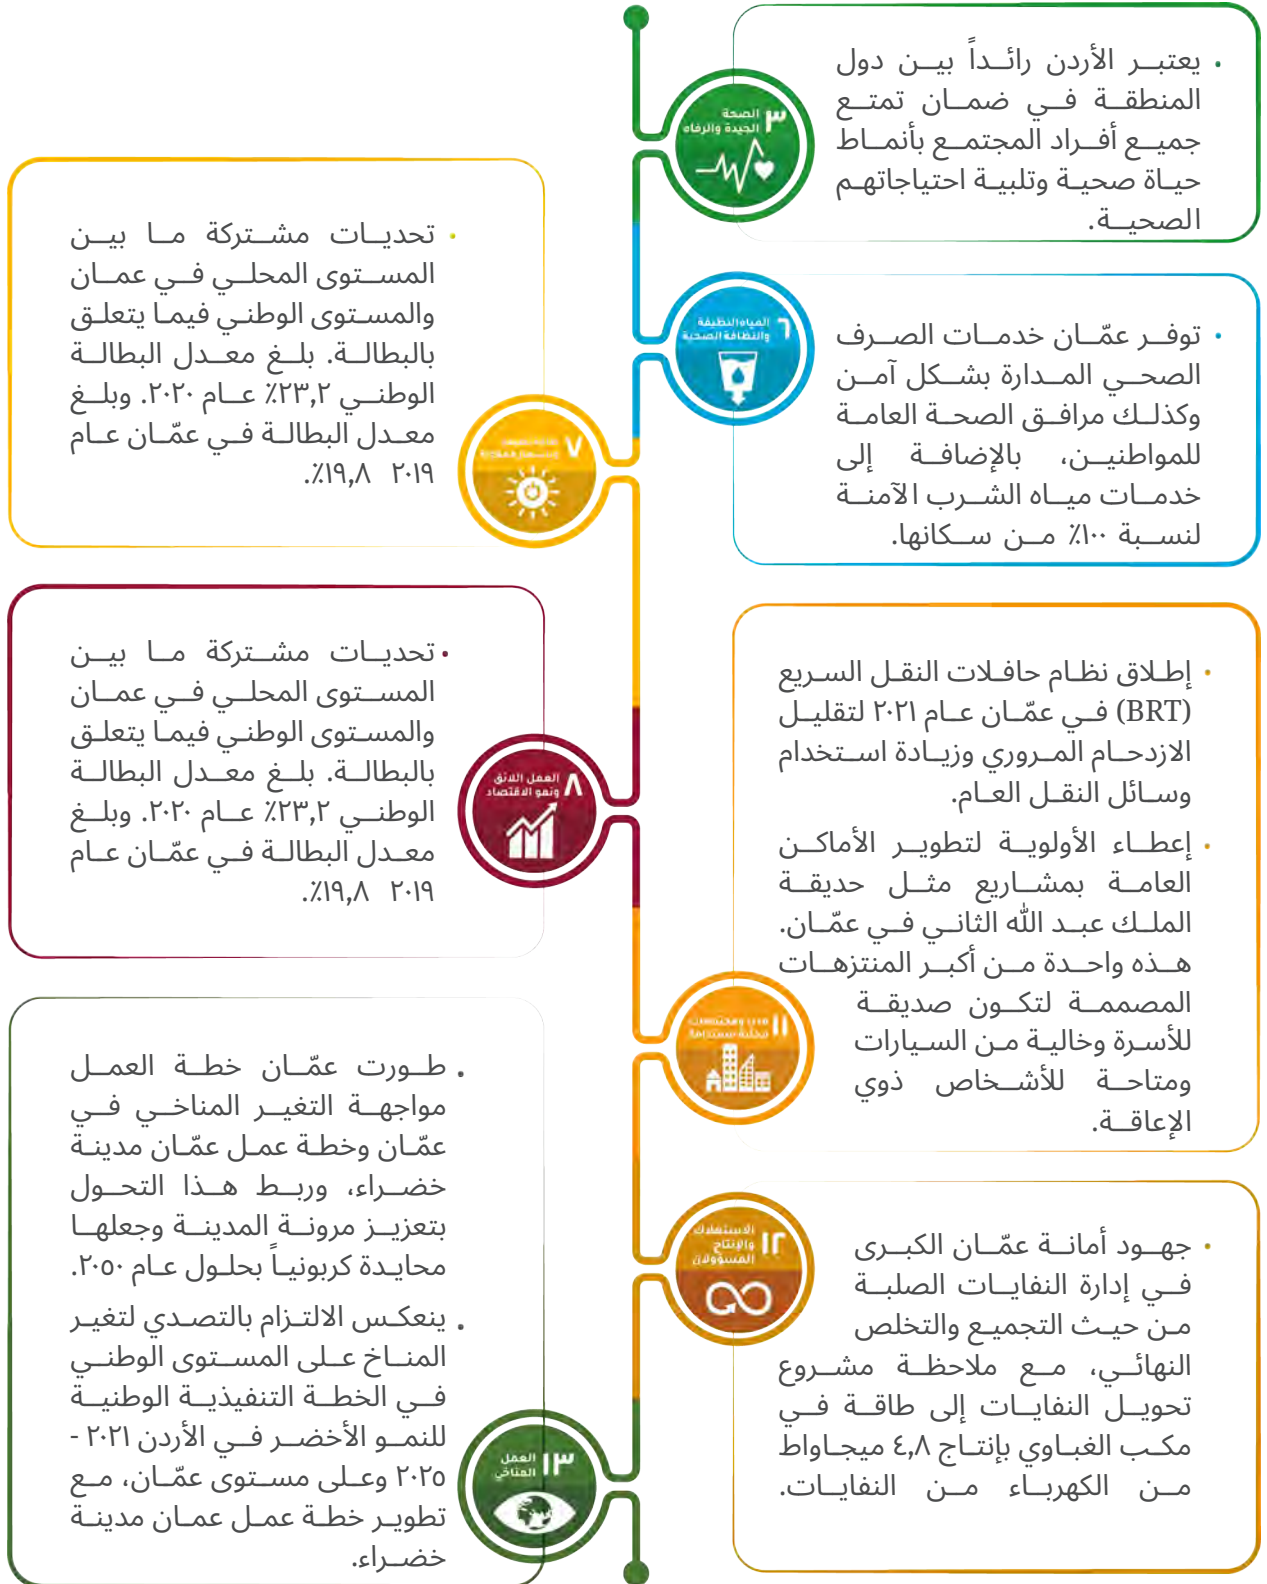 • يعتبر الأردن رائداً بين دول
المنطقة في ضمان تمتع
جميع أفراد المجتمع بأنماط
حياة صحية وتلبية احتياجاتهم
الصحية.
٣ الصحة
الجيدة والرفاه
• توفر عمّان خدمات الصرف
الصحي المدارة بشكل آمن
وكذلك مرافق الصحة العامة
للمواطنين، بالإضافة إلى
خدمات مياه الشرب الآمنة
لنسبة ١٠٠٪ من سكانها.
٦ المياه النظيفة
والنظافة الصحية
• تحديات مشتركة ما بين
المستوى المحلي في عمان
والمستوى الوطني فيما يتعلق
بالبطالة. بلغ معدل البطالة
الوطني ٢٣,٢٪ عام ٢٠٢٠. وبلغ
معدل البطالة في عمّان عام
٢٠١٩ ١٩,٨٪.
٧
• تحديات مشتركة ما بين
المستوى المحلي في عمان
والمستوى الوطني فيما يتعلق
بالبطالة. بلغ معدل البطالة
الوطني ٢٣,٢٪ عام ٢٠٢٠. وبلغ
معدل البطالة في عمّان عام
٢٠١٩ ١٩,٨٪.
٨ العمل اللائق
ونمو الاقتصاد
• إطلاق نظام حافلات النقل السريع
(BRT) في عمّان عام ٢٠٢١ لتقليل
الازدحام المروري وزيادة استخدام
وسائل النقل العام.
• إعطاء الأولوية لتطوير الأماكن
العامة بمشاريع مثل حديقة
الملك عبد الله الثاني في عمّان.
هذه واحدة من أكبر المنتزهات
المصممة لتكون صديقة
للأسرة وخالية من السيارات
ومتاحة للأشخاص ذوي
الإعاقة.
١١ مدن ومجتمعات
محلية مستدامة
• جهود أمانة عمّان الكبرى
في إدارة النفايات الصلبة
من حيث التجميع والتخلص
النهائي، مع ملاحظة مشروع
تحويل النفايات إلى طاقة في
مكب الغباوي بإنتاج ٤,٨ ميجاواط
من الكهرباء من النفايات.
١٢ الاستهلاك
والإنتاج
المسؤولان
• طورت عمّان خطة العمل
مواجهة التغير المناخي في
عمّان وخطة عمل عمّان مدينة
خضراء، وربط هذا التحول
بتعزيز مرونة المدينة وجعلها
محايدة كربونياً بحلول عام ٢٠٥٠.
• ينعكس الالتزام بالتصدي لتغير
المناخ على المستوى الوطني
في الخطة التنفيذية الوطنية
للنمو الأخضر في الأردن ٢٠٢١ -
٢٠٢٥ وعلى مستوى عمّان، مع
تطوير خطة عمل عمان مدينة
خضراء.
١٣ العمل
المناخي